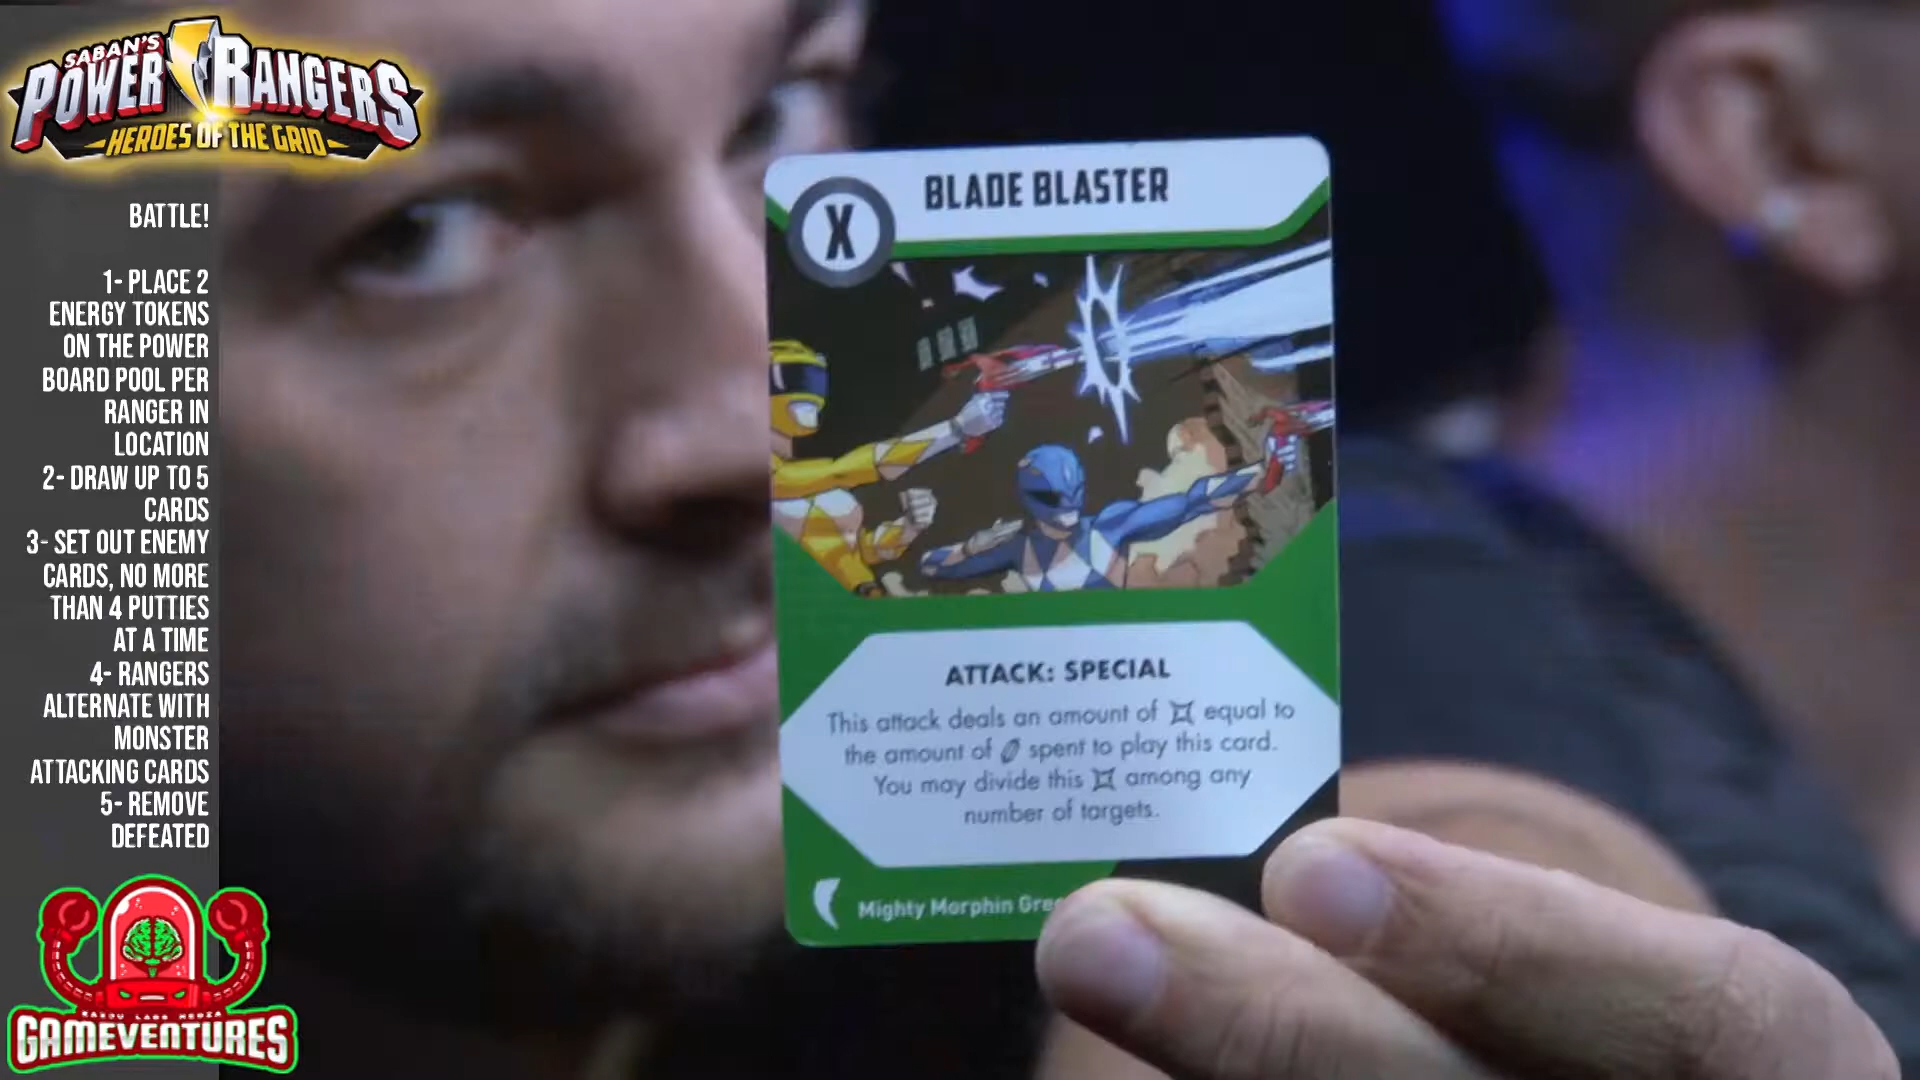 SABAN'S
POWER RANGERS
HEROES OF THE GRID
BATTLE!
1- PLACE 2
ENERGY TOKENS
ON THE POWER
BOARD POOL PER
RANGER IN
LOCATION
2- DRAW UP TO 5
CARDS
3- SET OUT ENEMY
CARDS, NO MORE
THAN 4 PUTTIES
AT A TIME
4- RANGERS
ALTERNATE WITH
MONSTER
ATTACKING CARDS
5- REMOVE
DEFEATED
KAIJU LABS MEDIA
GAMEVENTURES
BLADE BLASTER
X
ATTACK: SPECIAL
This attack deals an amount of equal to
the amount of spent to play this card.
You may divide this among any
number of targets.
Mighty Morphin Gree